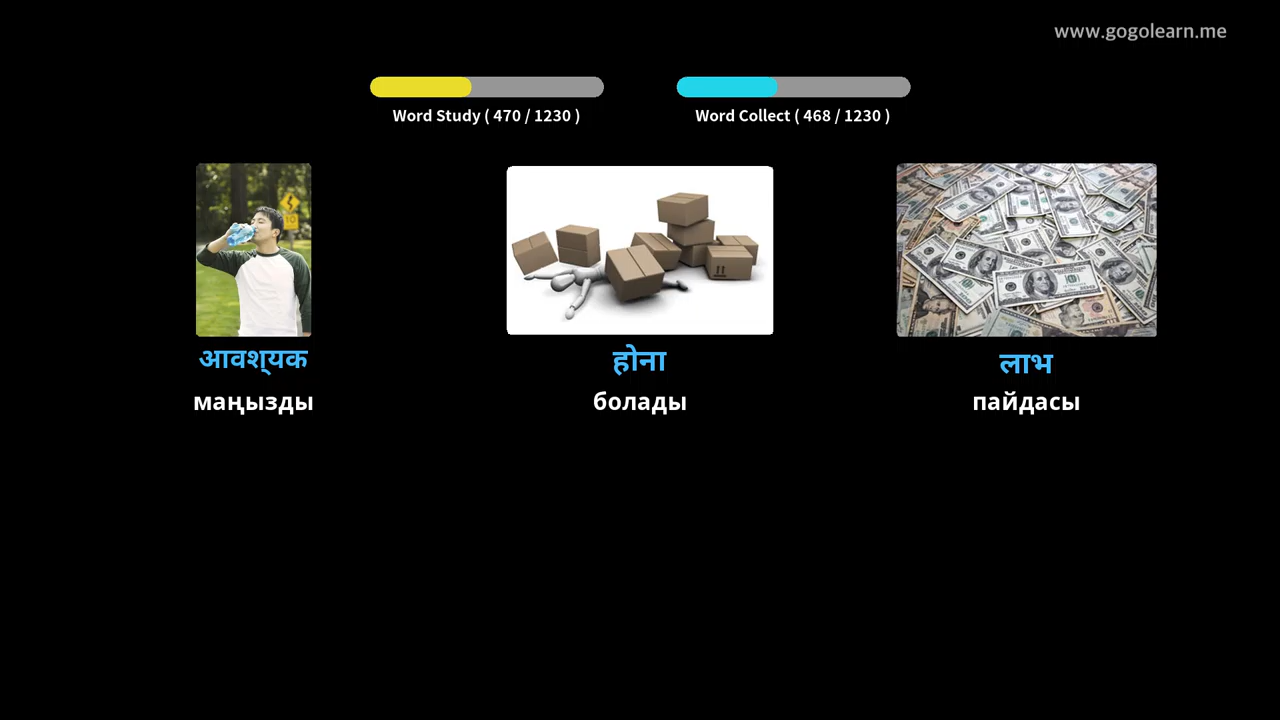 www.gogolearn.me
Word Study ( 470 / 1230 )
Word Collect ( 468 / 1230 )
आवश्यक
होना
लाभ
маңызды
болады
пайдасы